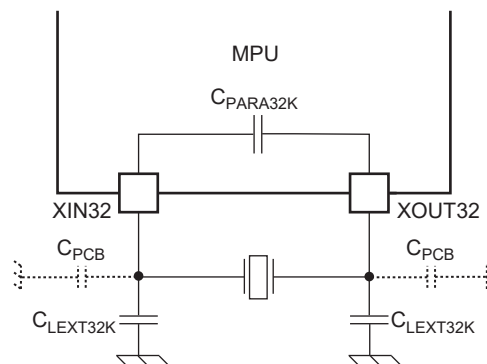 MPU
CPARA32K
XIN32
XOUT32
CPCB
CPCB
CLEXT32K
CLEXT32K